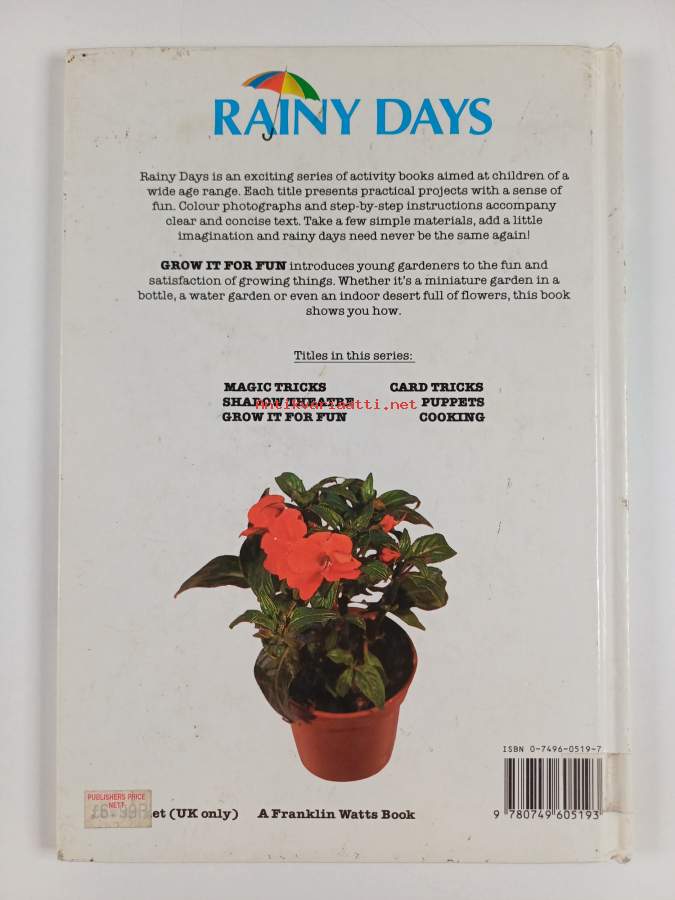 RAINY DAYS
Rainy Days is an exciting series of activity books aimed at children of a
wide age range. Each title presents practical projects with a sense of
fun. Colour photographs and step-by-step instructions accompany
clear and concise text. Take a few simple materials, add a little
imagination and rainy days need never be the same again!
GROW IT FOR FUN introduces young gardeners to the fun and
satisfaction of growing things. Whether it's a miniature garden in a
bottle, a water garden or even an indoor desert full of flowers, this book
shows you how.
Titles in this series:
MAGIC TRICKS CARD TRICKS
SHADOW THEATRE PUPPETS
Antikvariaatti.net
GROW IT FOR FUN COOKING
ISBN 0-7496-0519-7
9 780749 605193
PUBLISHERS PRICE
NETT
£6.99
et (UK only) A Franklin Watts Book